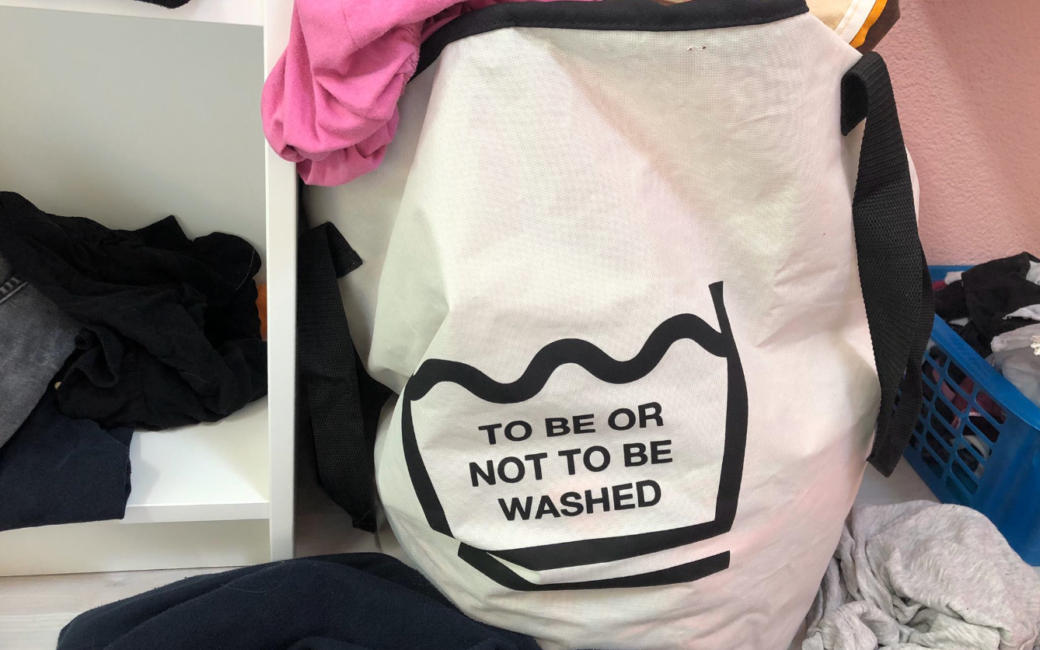 TO BE OR
NOT TO BE
WASHED